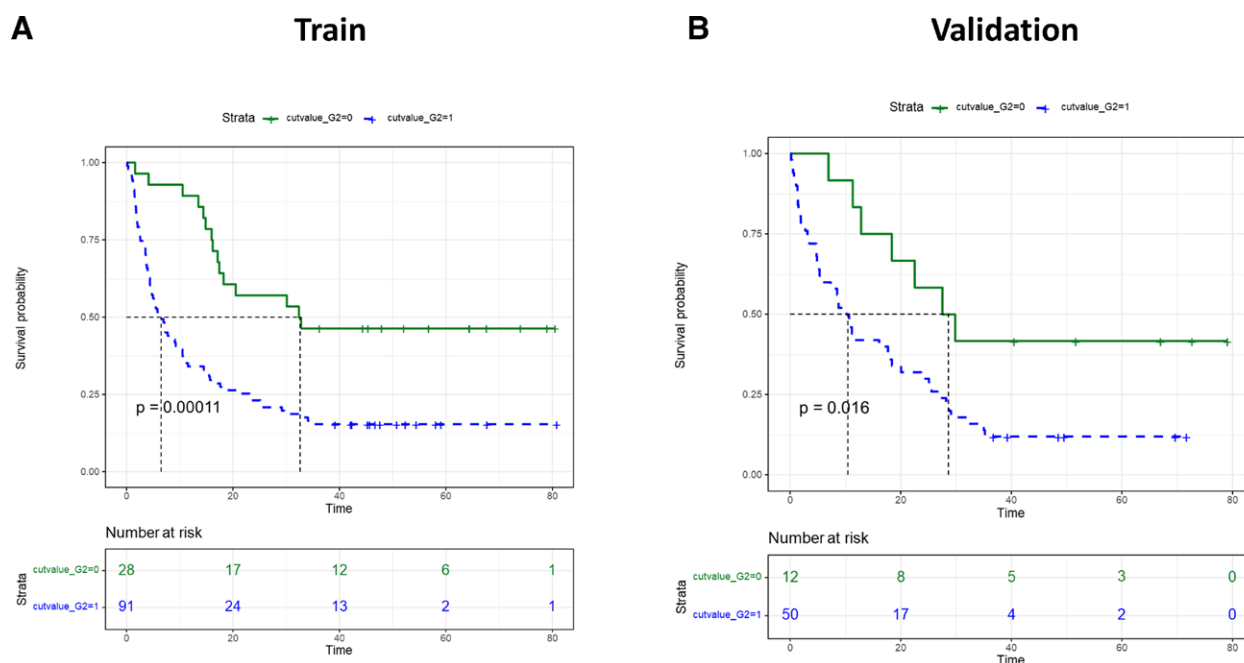 A Train
Strata cutvalue_G2=0 cutvalue_G2=1
Survival probability
1.00
0.75
0.50
0.25
0.00
p = 0.00011
0 20 40 60 80
Time
Number at risk
Strata
cutvalue_G2=0 28 17 12 6 1
cutvalue_G2=1 91 24 13 2 1
0 20 40 60 80
Time
B Validation
Strata cutvalue_G2=0 cutvalue_G2=1
Survival probability
1.00
0.75
0.50
0.25
0.00
p = 0.016
0 20 40 60 80
Time
Number at risk
Strata
cutvalue_G2=0 12 8 5 3 0
cutvalue_G2=1 50 17 4 2 0
0 20 40 60 80
Time